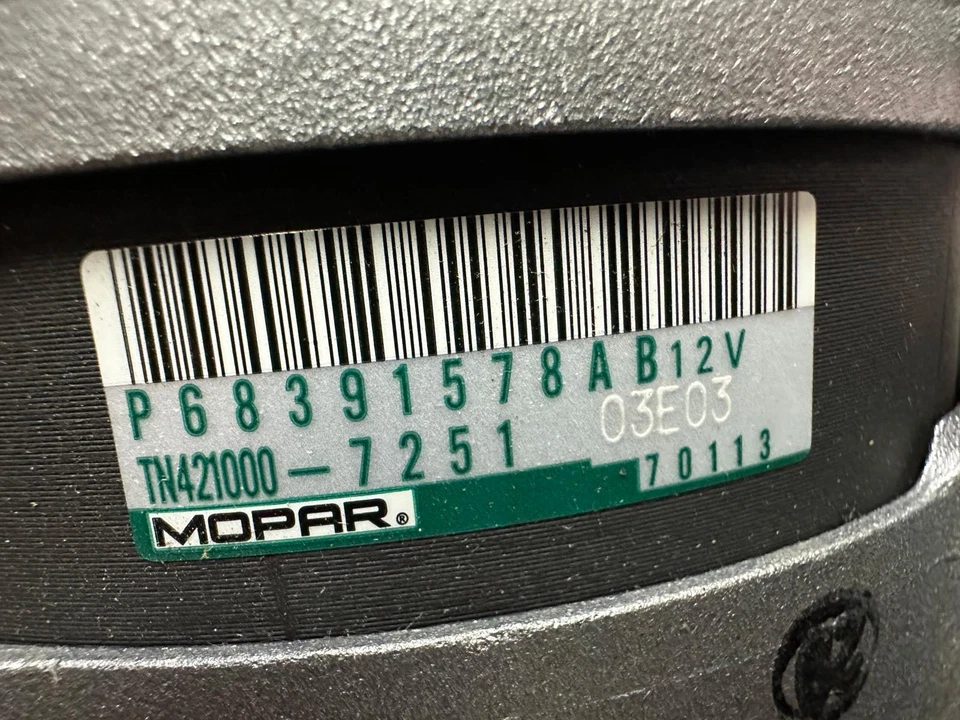 P68391578AB12V
03E03
TN421000-7251
70113
MOPAR®